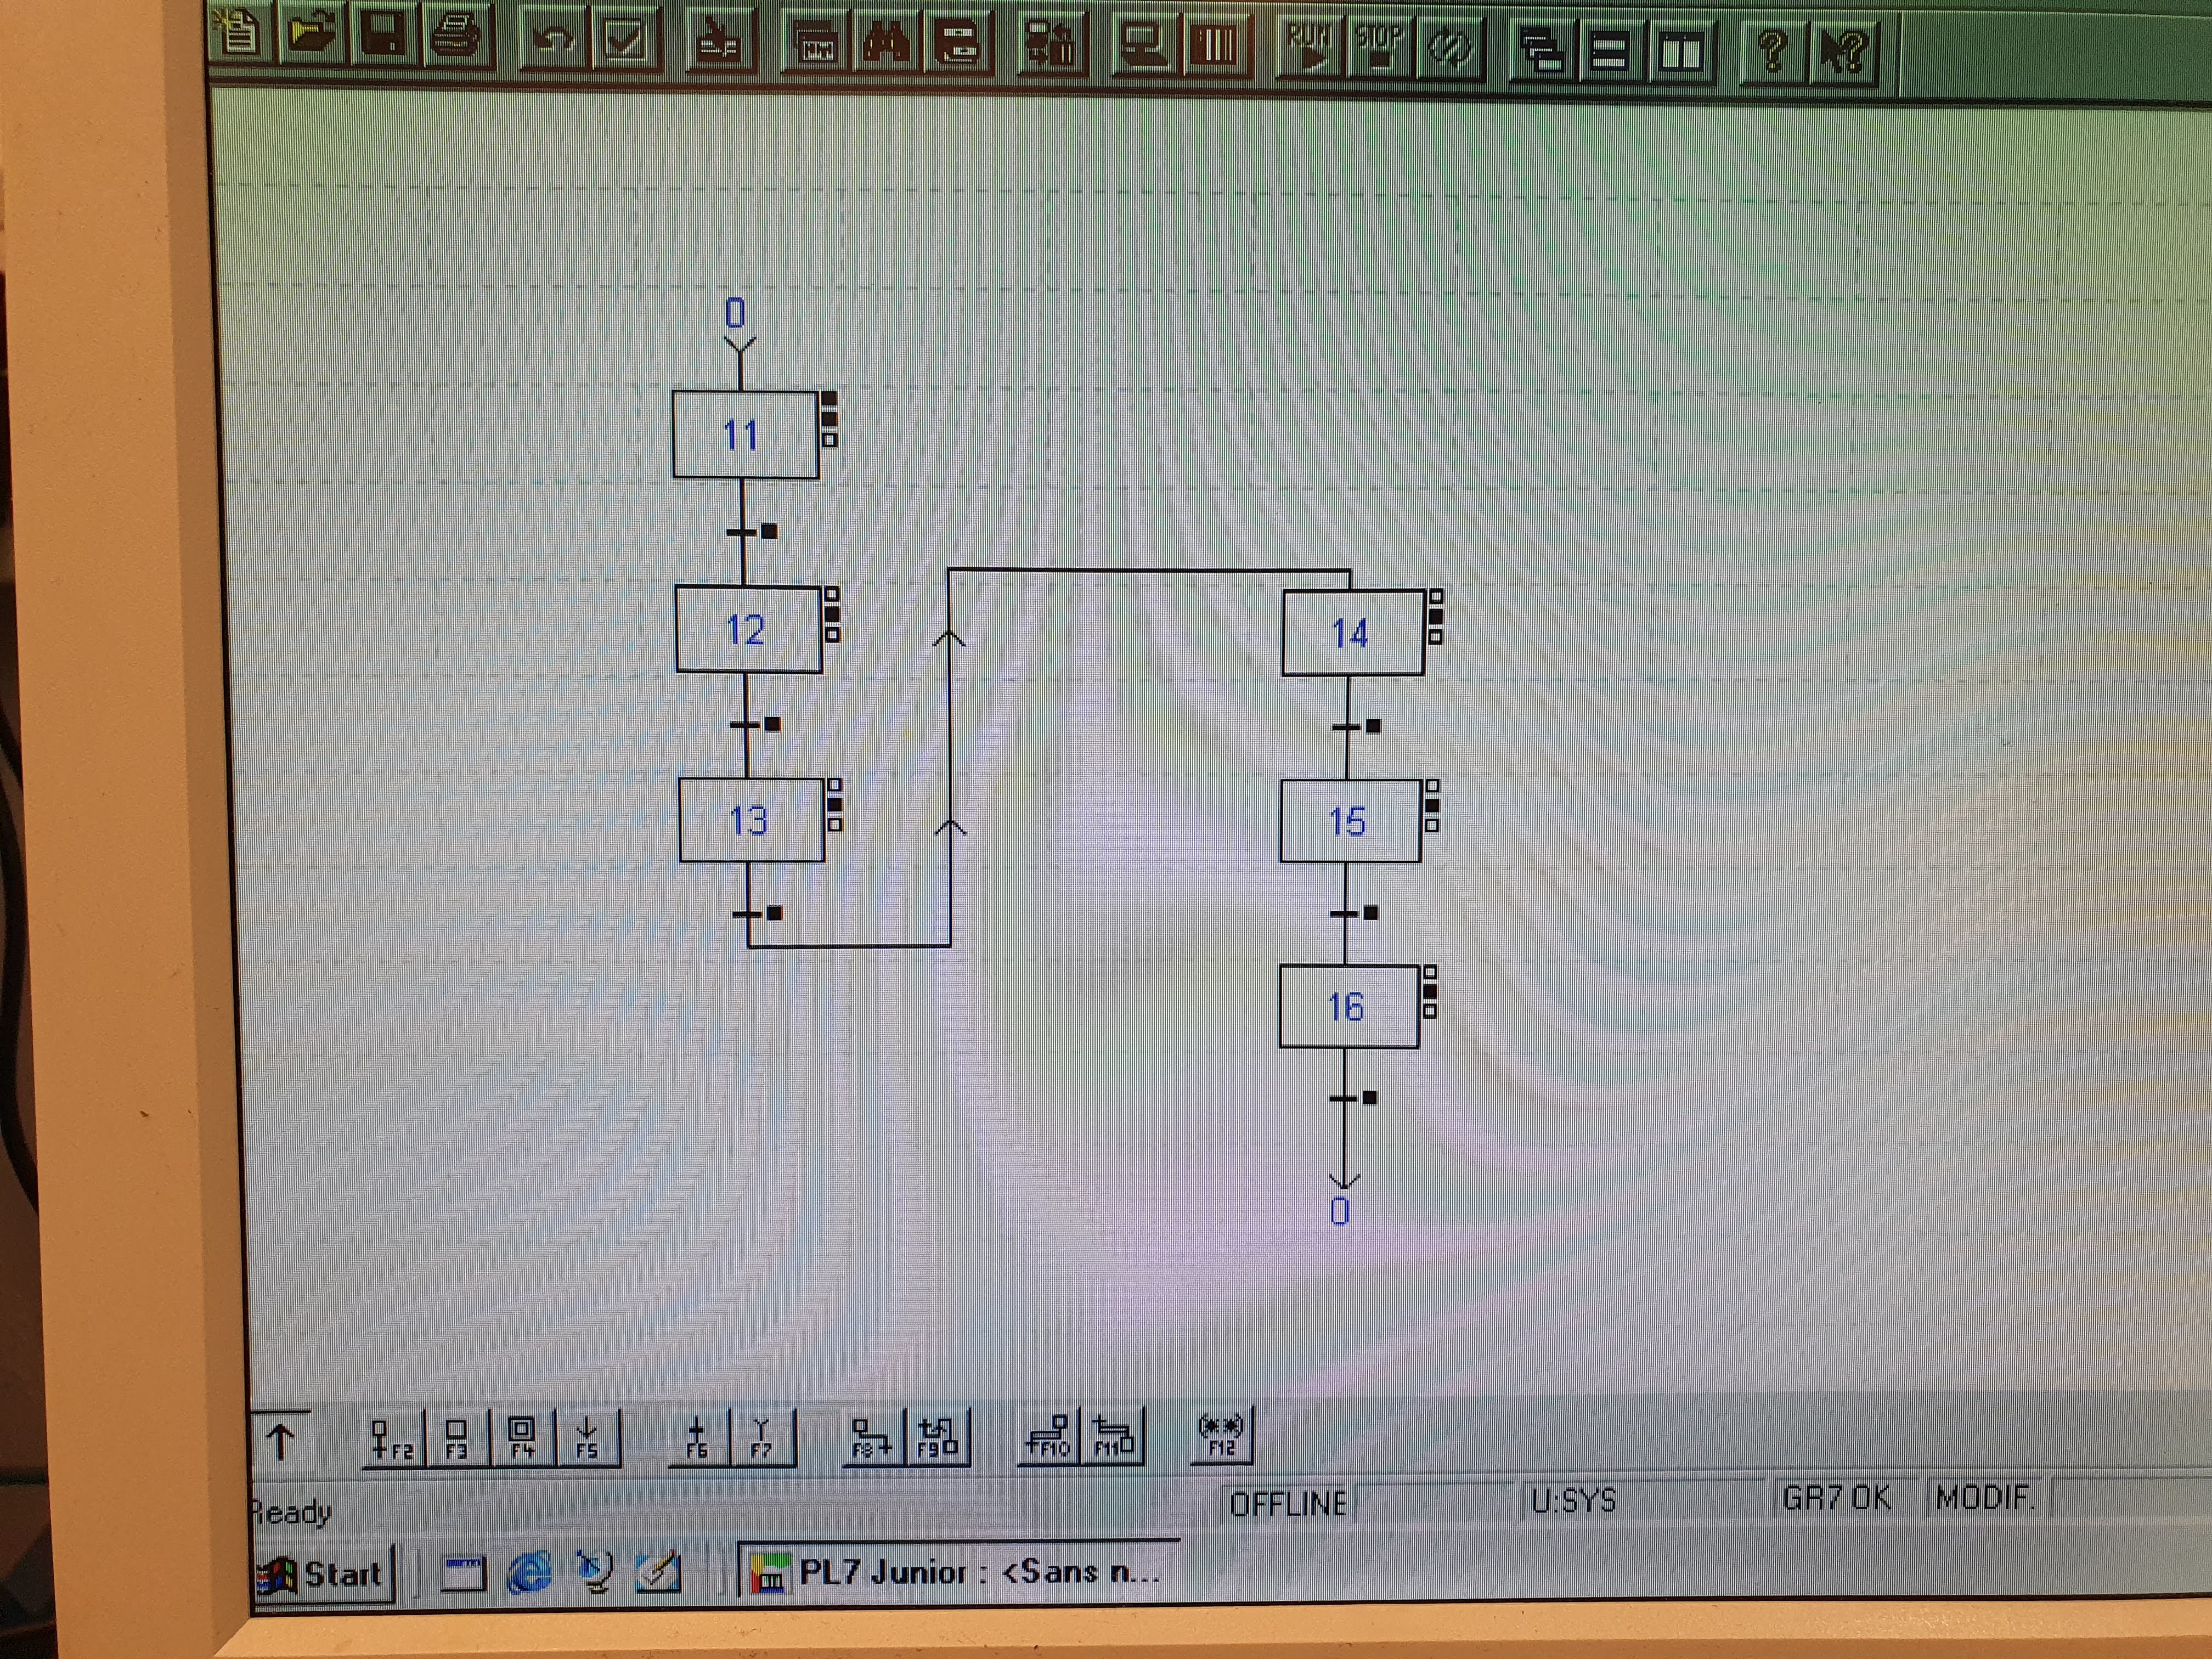 RUN STOP
0
11
12 14
13 15
16
0
F2 F3 F4 F5 F6 F7 F8 F9 F10 F11 F12
Ready OFFLINE U:SYS GR7 OK MODIF.
Start PL7 Junior : <Sans n...